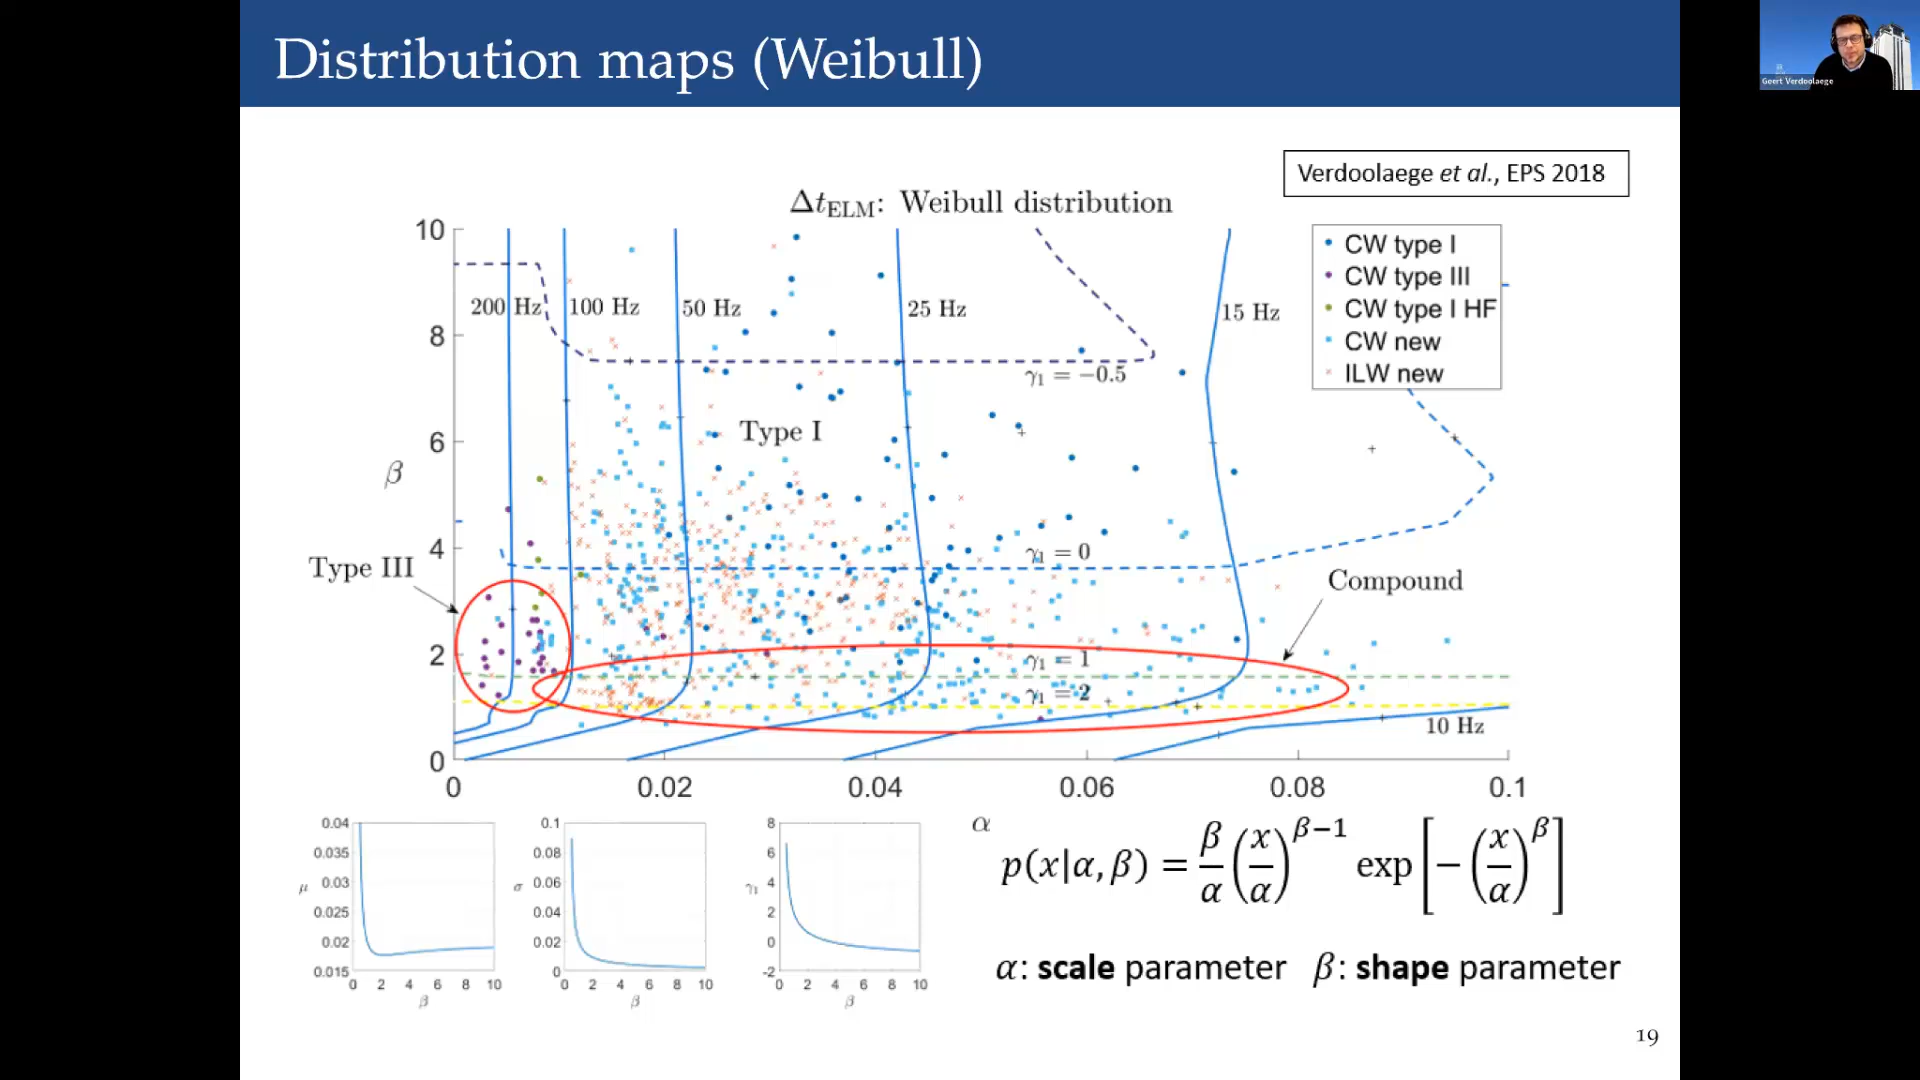 Distribution maps (Weibull)
Geert Verdoolaege
Verdoolaege et al., EPS 2018
Δt_ELM: Weibull distribution
CW type I
CW type III
CW type I HF
CW new
ILW new
10
8
6
4
2
0
β
200 Hz
100 Hz
50 Hz
25 Hz
15 Hz
10 Hz
γ₁ = −0.5
Type I
γ₁ = 0
Type III
Compound
γ₁ = 1
γ₁ = 2
0 0.02 0.04 0.06 0.08 0.1
α
0.04
0.035
0.03
0.025
0.02
0.015
μ
0 2 4 6 8 10
β
0.1
0.08
0.06
0.04
0.02
0
σ
0 2 4 6 8 10
β
8
6
4
2
0
-2
γ₁
0 2 4 6 8 10
β
p(x|α, β) = β/α (x/α)^(β−1) exp[−(x/α)^β]
α: scale parameter β: shape parameter
19